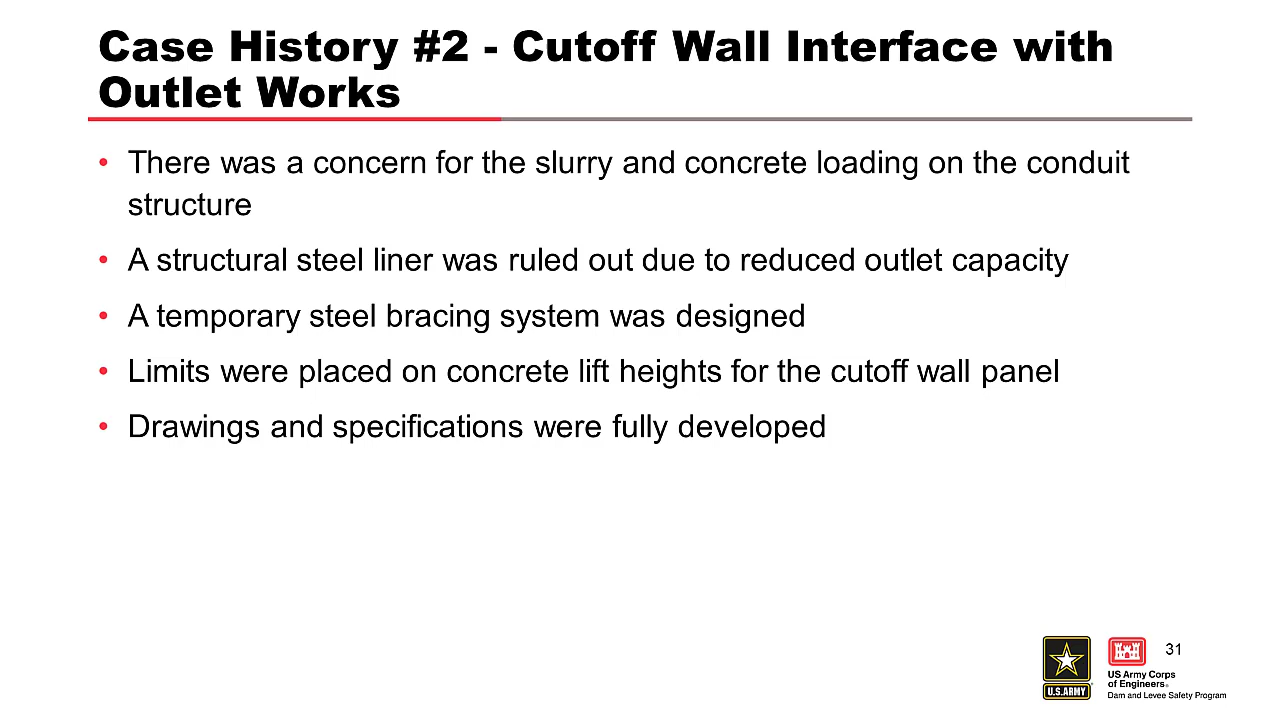 Case History #2 - Cutoff Wall Interface with
Outlet Works
• There was a concern for the slurry and concrete loading on the conduit
structure
• A structural steel liner was ruled out due to reduced outlet capacity
• A temporary steel bracing system was designed
• Limits were placed on concrete lift heights for the cutoff wall panel
• Drawings and specifications were fully developed
31
U.S.ARMY
US Army Corps
of Engineers®
Dam and Levee Safety Program